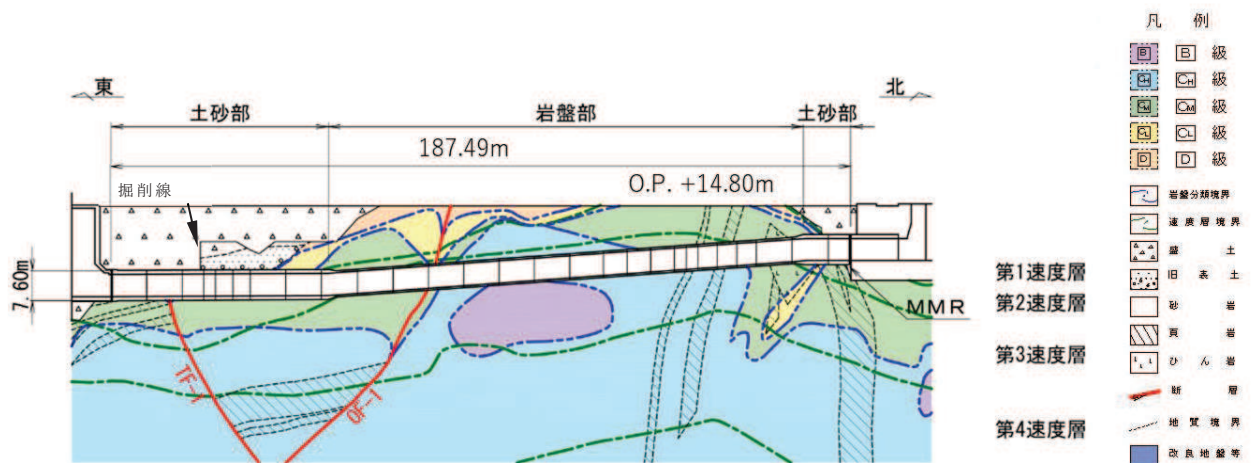 東
北
土砂部
岩盤部
土砂部
187.49m
O.P. +14.80m
掘削線
7.60m
TF-1
OF-1
MMR
第1速度層
第2速度層
第3速度層
第4速度層
凡 例
B B 級
CH CH 級
CM CM 級
CL CL 級
D D 級
岩盤分類境界
速度層境界
盛 土
旧表土
砂 岩
頁 岩
ひん岩
断 層
地質境界
改良地盤等